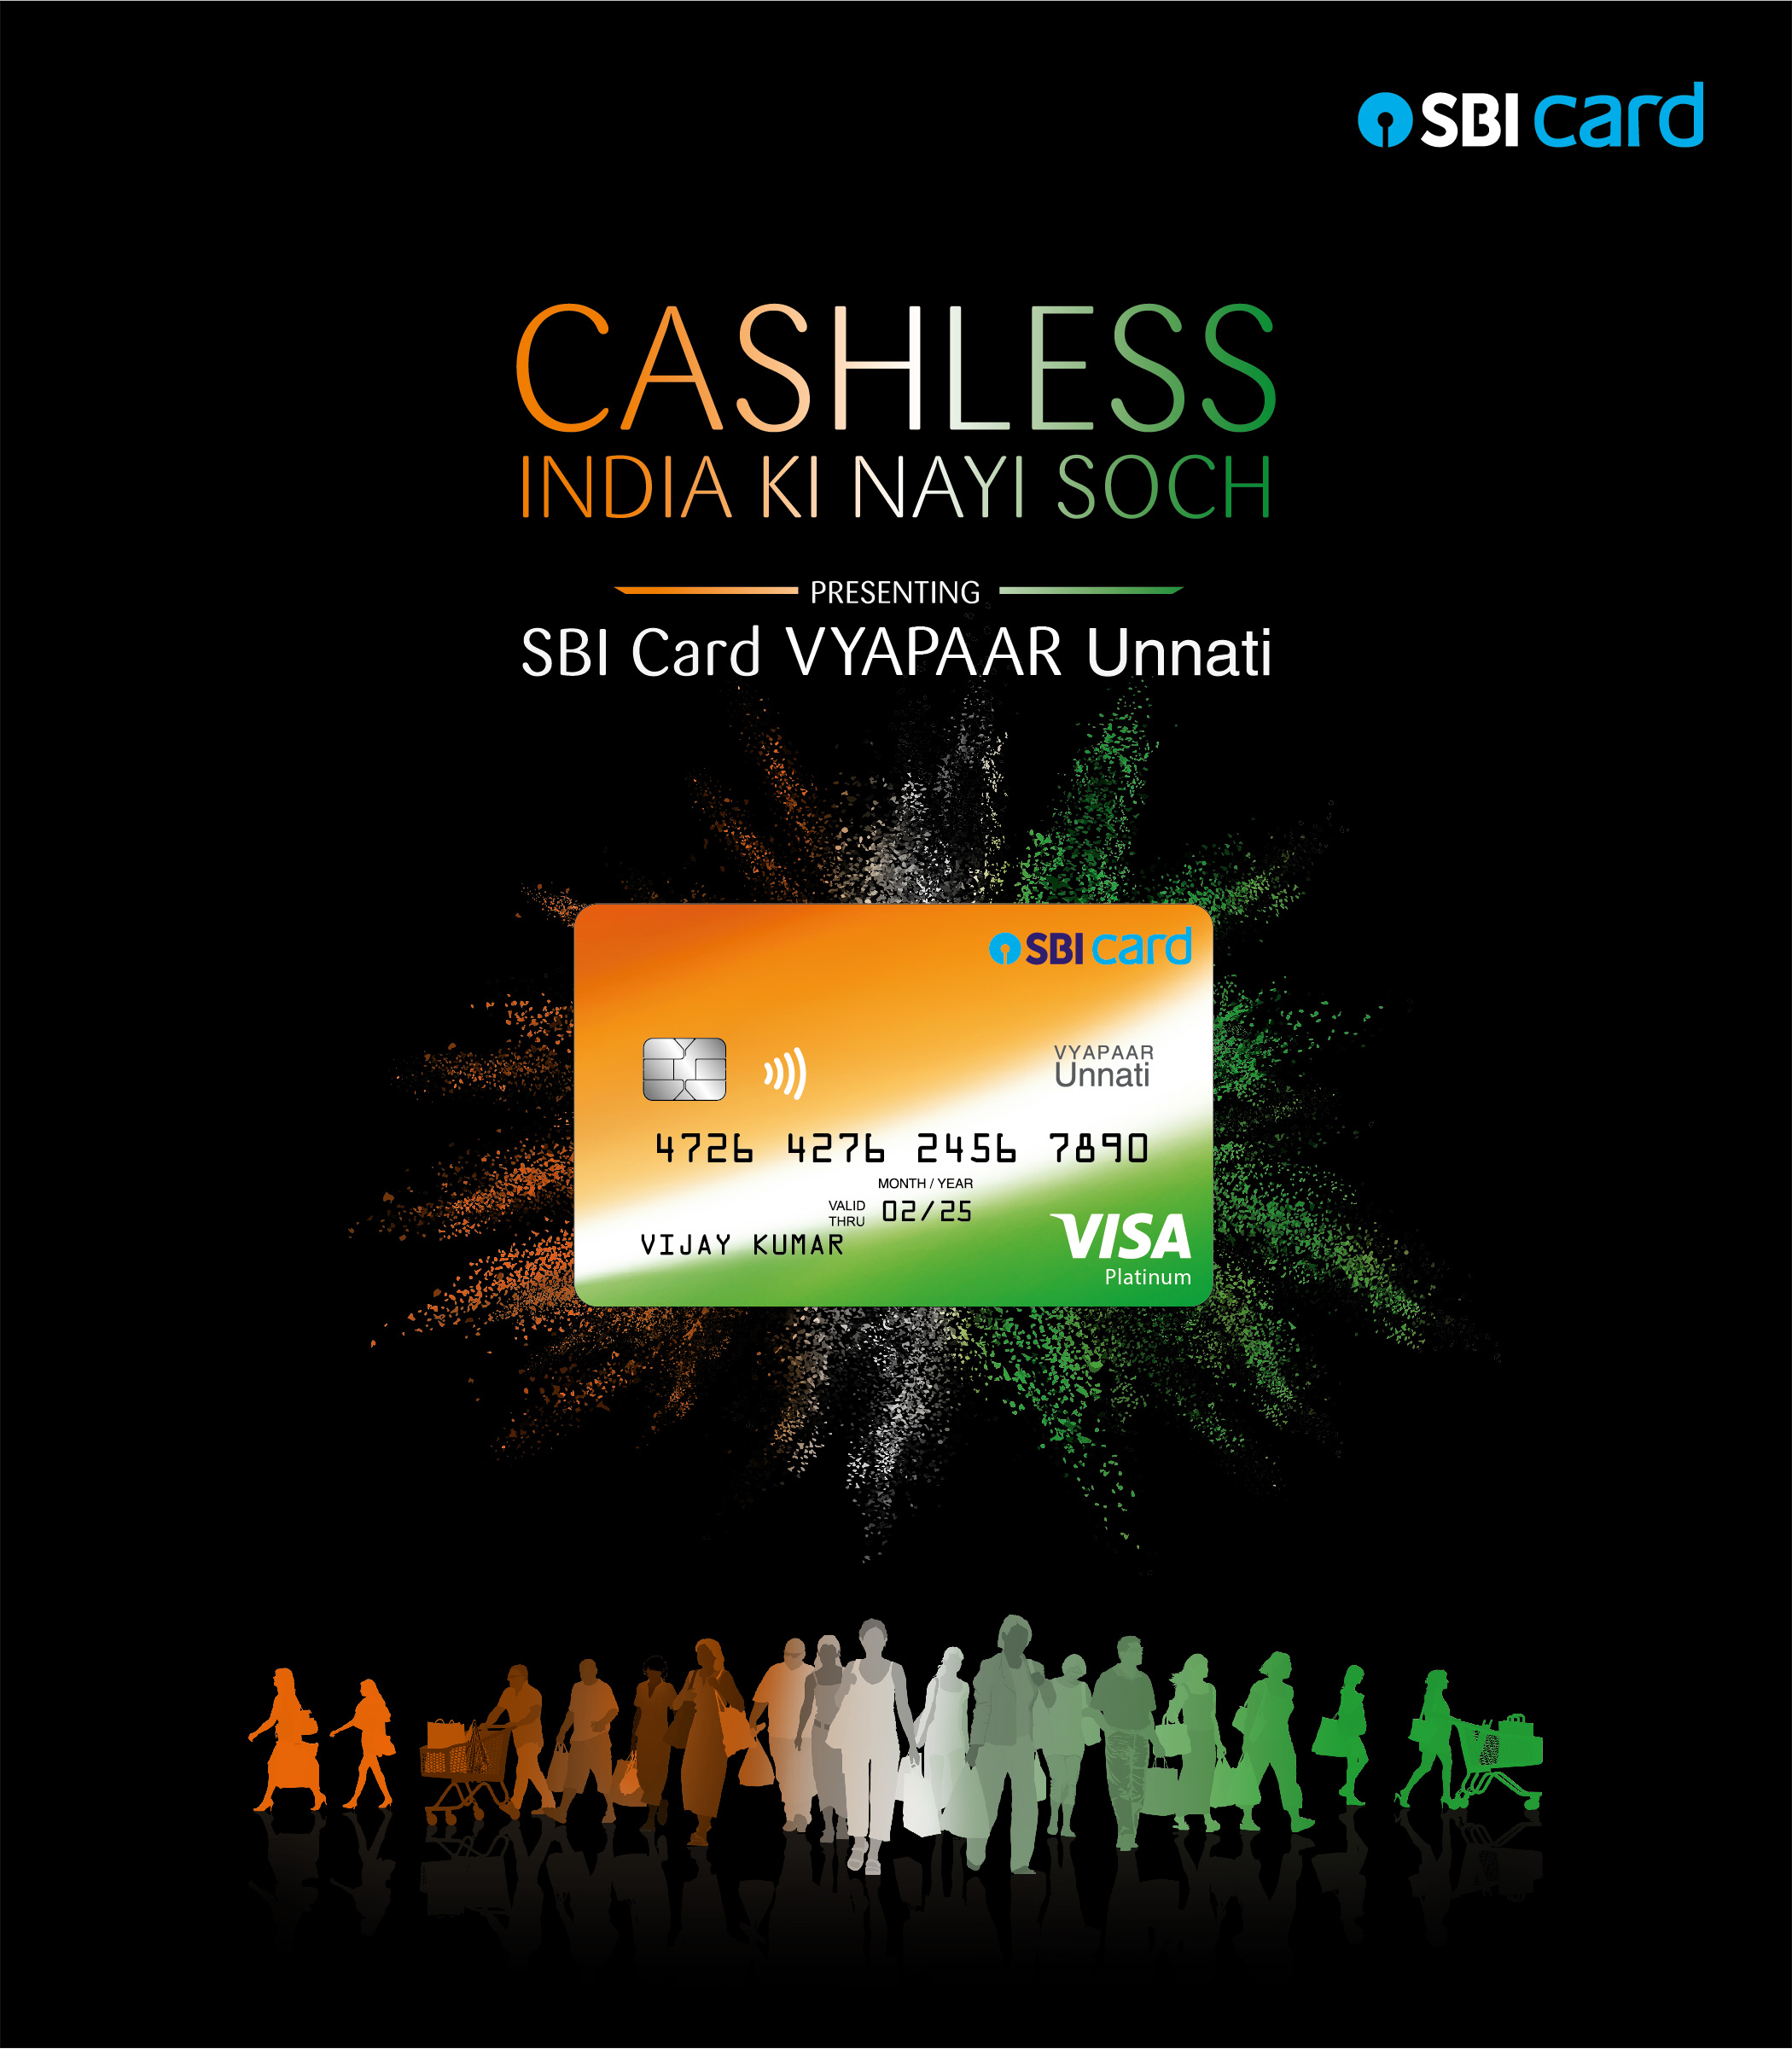 SBI card
CASHLESS
INDIA KI NAYI SOCH
PRESENTING
SBI Card VYAPAAR Unnati
SBI card
VYAPAAR
Unnati
4726 4276 2456 7890
MONTH / YEAR
VALID THRU 02/25
VIJAY KUMAR
VISA
Platinum